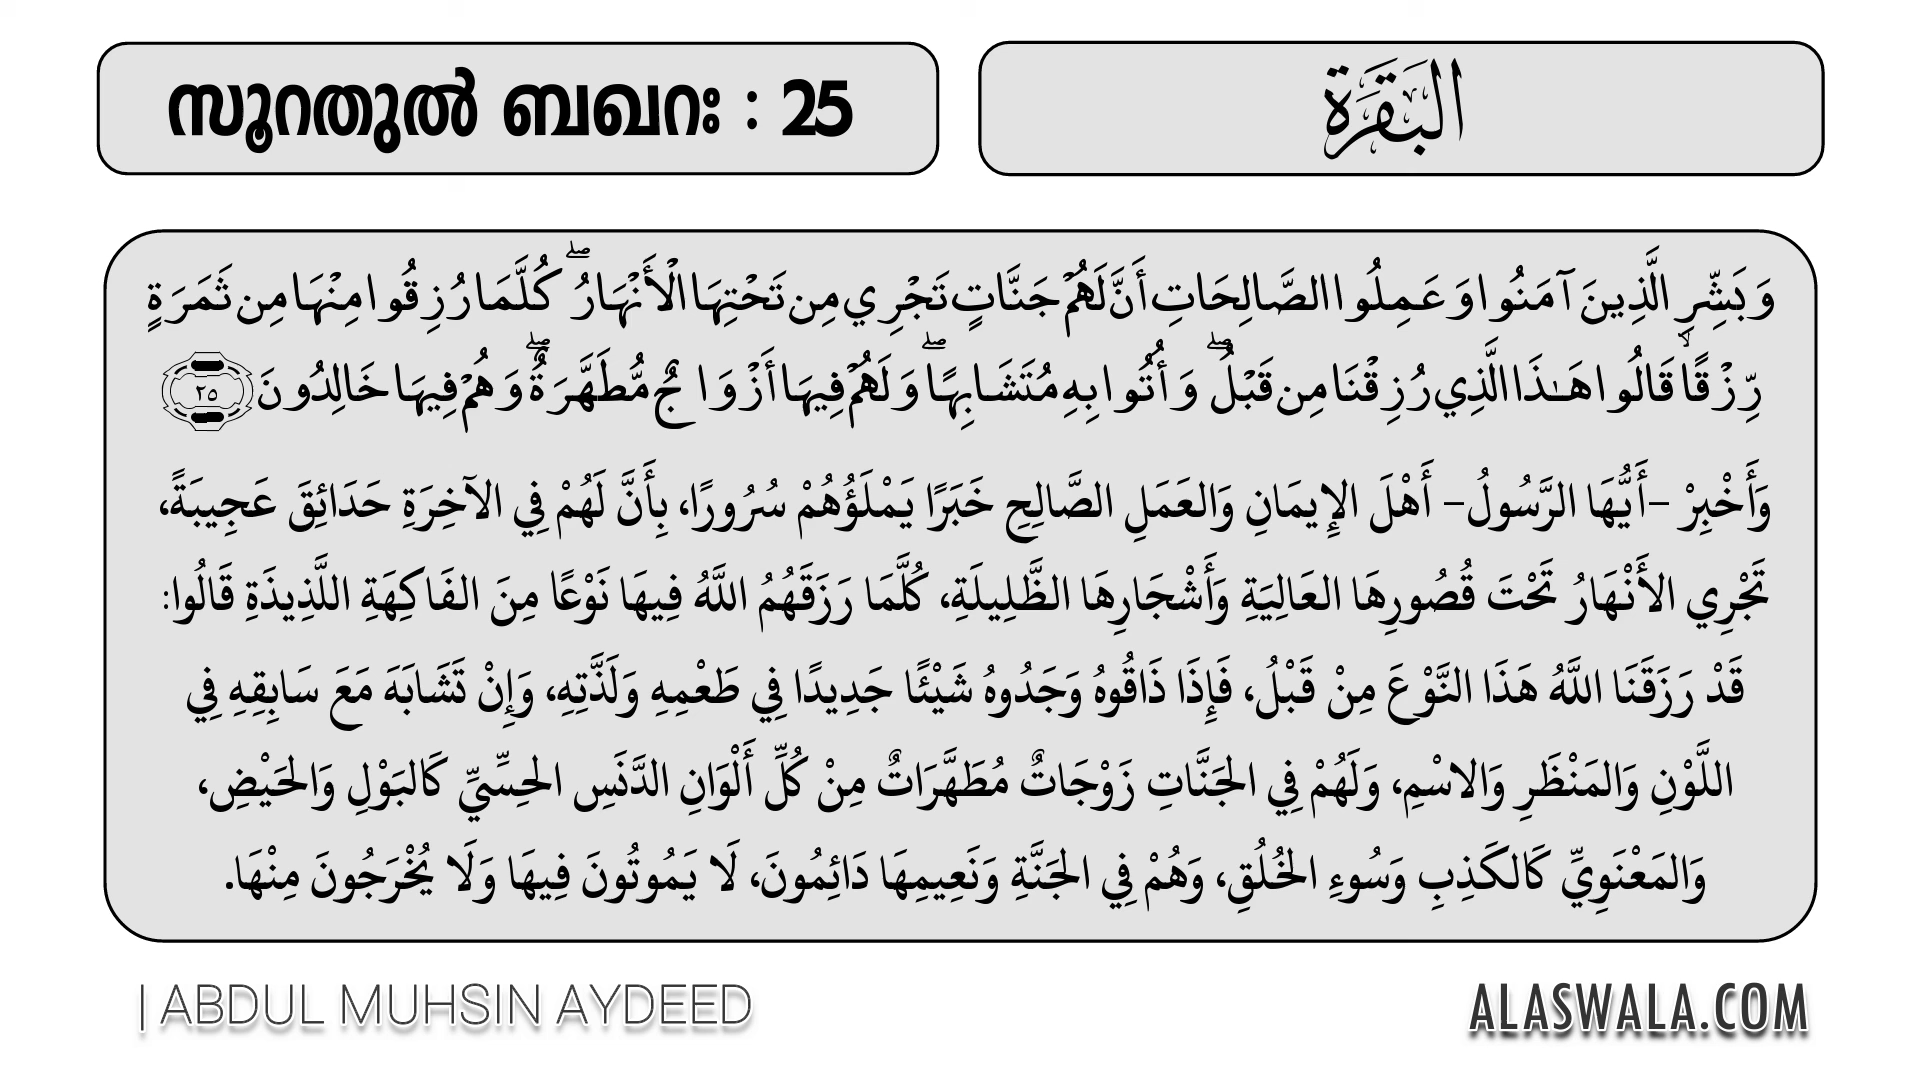 സൂറതുൽ ബഖറഃ : 25
البَقَرَة
وَبَشِّرِ الَّذِينَ آمَنُوا وَعَمِلُوا الصَّالِحَاتِ أَنَّ لَهُمْ جَنَّاتٍ تَجْرِي مِن تَحْتِهَا الْأَنْهَارُ ۖ كُلَّمَا رُزِقُوا مِنْهَا مِن ثَمَرَةٍ
رِّزْقًا ۙ قَالُوا هَـٰذَا الَّذِي رُزِقْنَا مِن قَبْلُ ۖ وَأُتُوا بِهِ مُتَشَابِهًا ۖ وَلَهُمْ فِيهَا أَزْوَاجٌ مُّطَهَّرَةٌ ۖ وَهُمْ فِيهَا خَالِدُونَ ٢٥
وَأَخْبِرْ -أَيُّهَا الرَّسُولُ- أَهْلَ الإِيمَانِ وَالعَمَلِ الصَّالِحِ خَبَرًا يَمْلَؤُهُمْ سُرُورًا، بِأَنَّ لَهُمْ فِي الآخِرَةِ حَدَائِقَ عَجِيبَةً،
تَجْرِي الأَنْهَارُ تَحْتَ قُصُورِهَا العَالِيَةِ وَأَشْجَارِهَا الظَّلِيلَةِ، كُلَّمَا رَزَقَهُمُ اللَّهُ فِيهَا نَوْعًا مِنَ الفَاكِهَةِ اللَّذِيذَةِ قَالُوا:
قَدْ رَزَقَنَا اللَّهُ هَذَا النَّوْعَ مِنْ قَبْلُ، فَإِذَا ذَاقُوهُ وَجَدُوهُ شَيْئًا جَدِيدًا فِي طَعْمِهِ وَلَذَّتِهِ، وَإِنْ تَشَابَهَ مَعَ سَابِقِهِ فِي
اللَّوْنِ وَالمَنْظَرِ وَالاسْمِ، وَلَهُمْ فِي الجَنَّاتِ زَوْجَاتٌ مُطَهَّرَاتٌ مِنْ كُلِّ أَلْوَانِ الدَّنَسِ الحِسِّيِّ كَالبَوْلِ وَالحَيْضِ،
وَالمَعْنَوِيِّ كَالكَذِبِ وَسُوءِ الخُلُقِ، وَهُمْ فِي الجَنَّةِ وَنَعِيمِهَا دَائِمُونَ، لَا يَمُوتُونَ فِيهَا وَلَا يُخْرَجُونَ مِنْهَا.
| ABDUL MUHSIN AYDEED
ALASWALA.COM